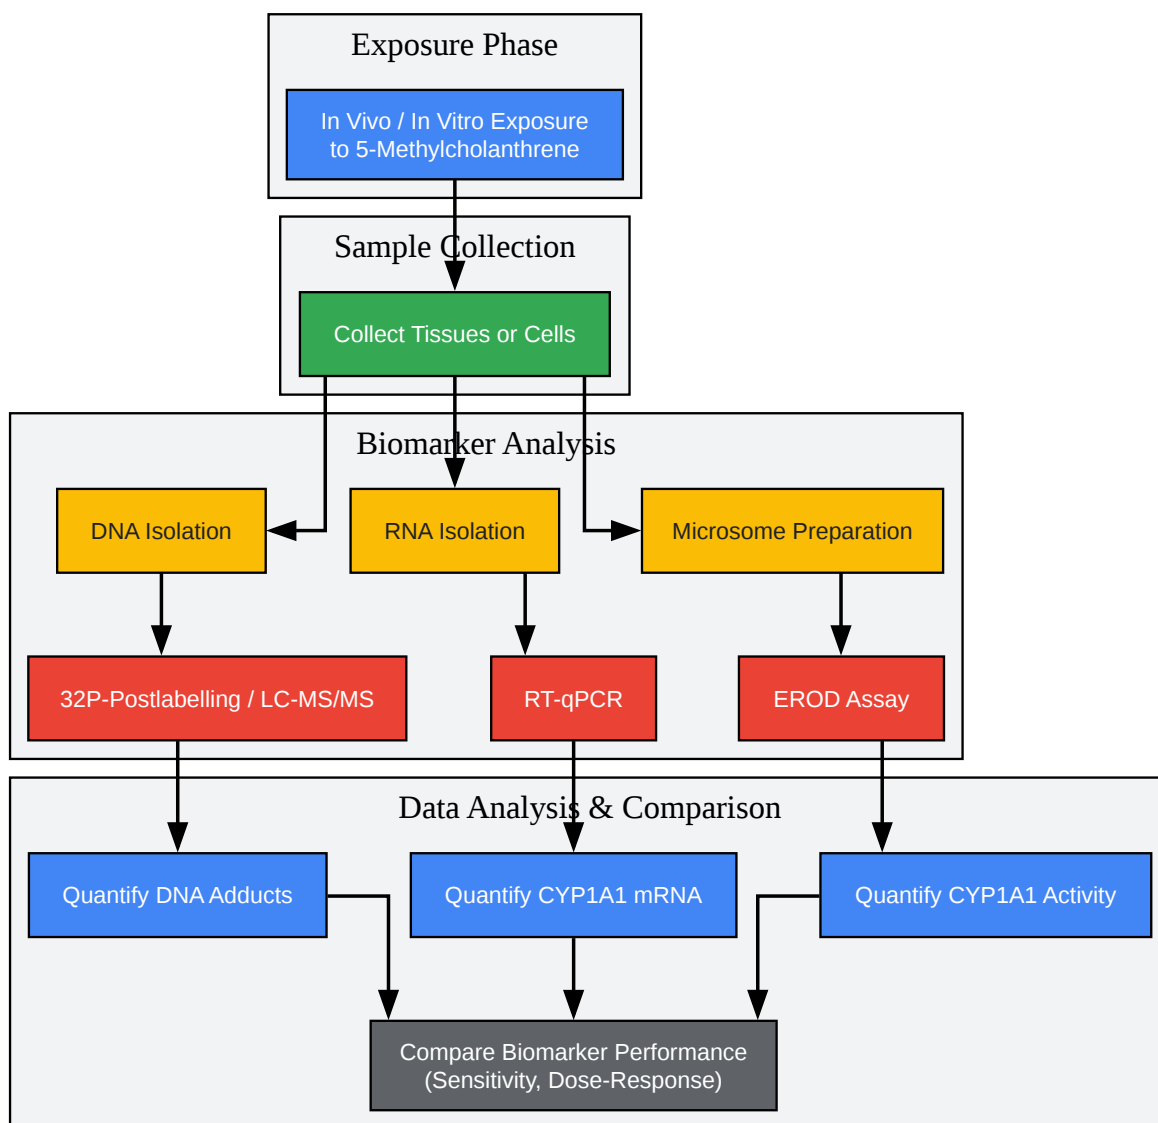 Exposure Phase
In Vivo / In Vitro Exposure
to 5-Methylcholanthrene
Sample Collection
Collect Tissues or Cells
Biomarker Analysis
DNA Isolation
RNA Isolation
Microsome Preparation
32P-Postlabelling / LC-MS/MS
RT-qPCR
EROD Assay
Data Analysis & Comparison
Quantify DNA Adducts
Quantify CYP1A1 mRNA
Quantify CYP1A1 Activity
Compare Biomarker Performance
(Sensitivity, Dose-Response)